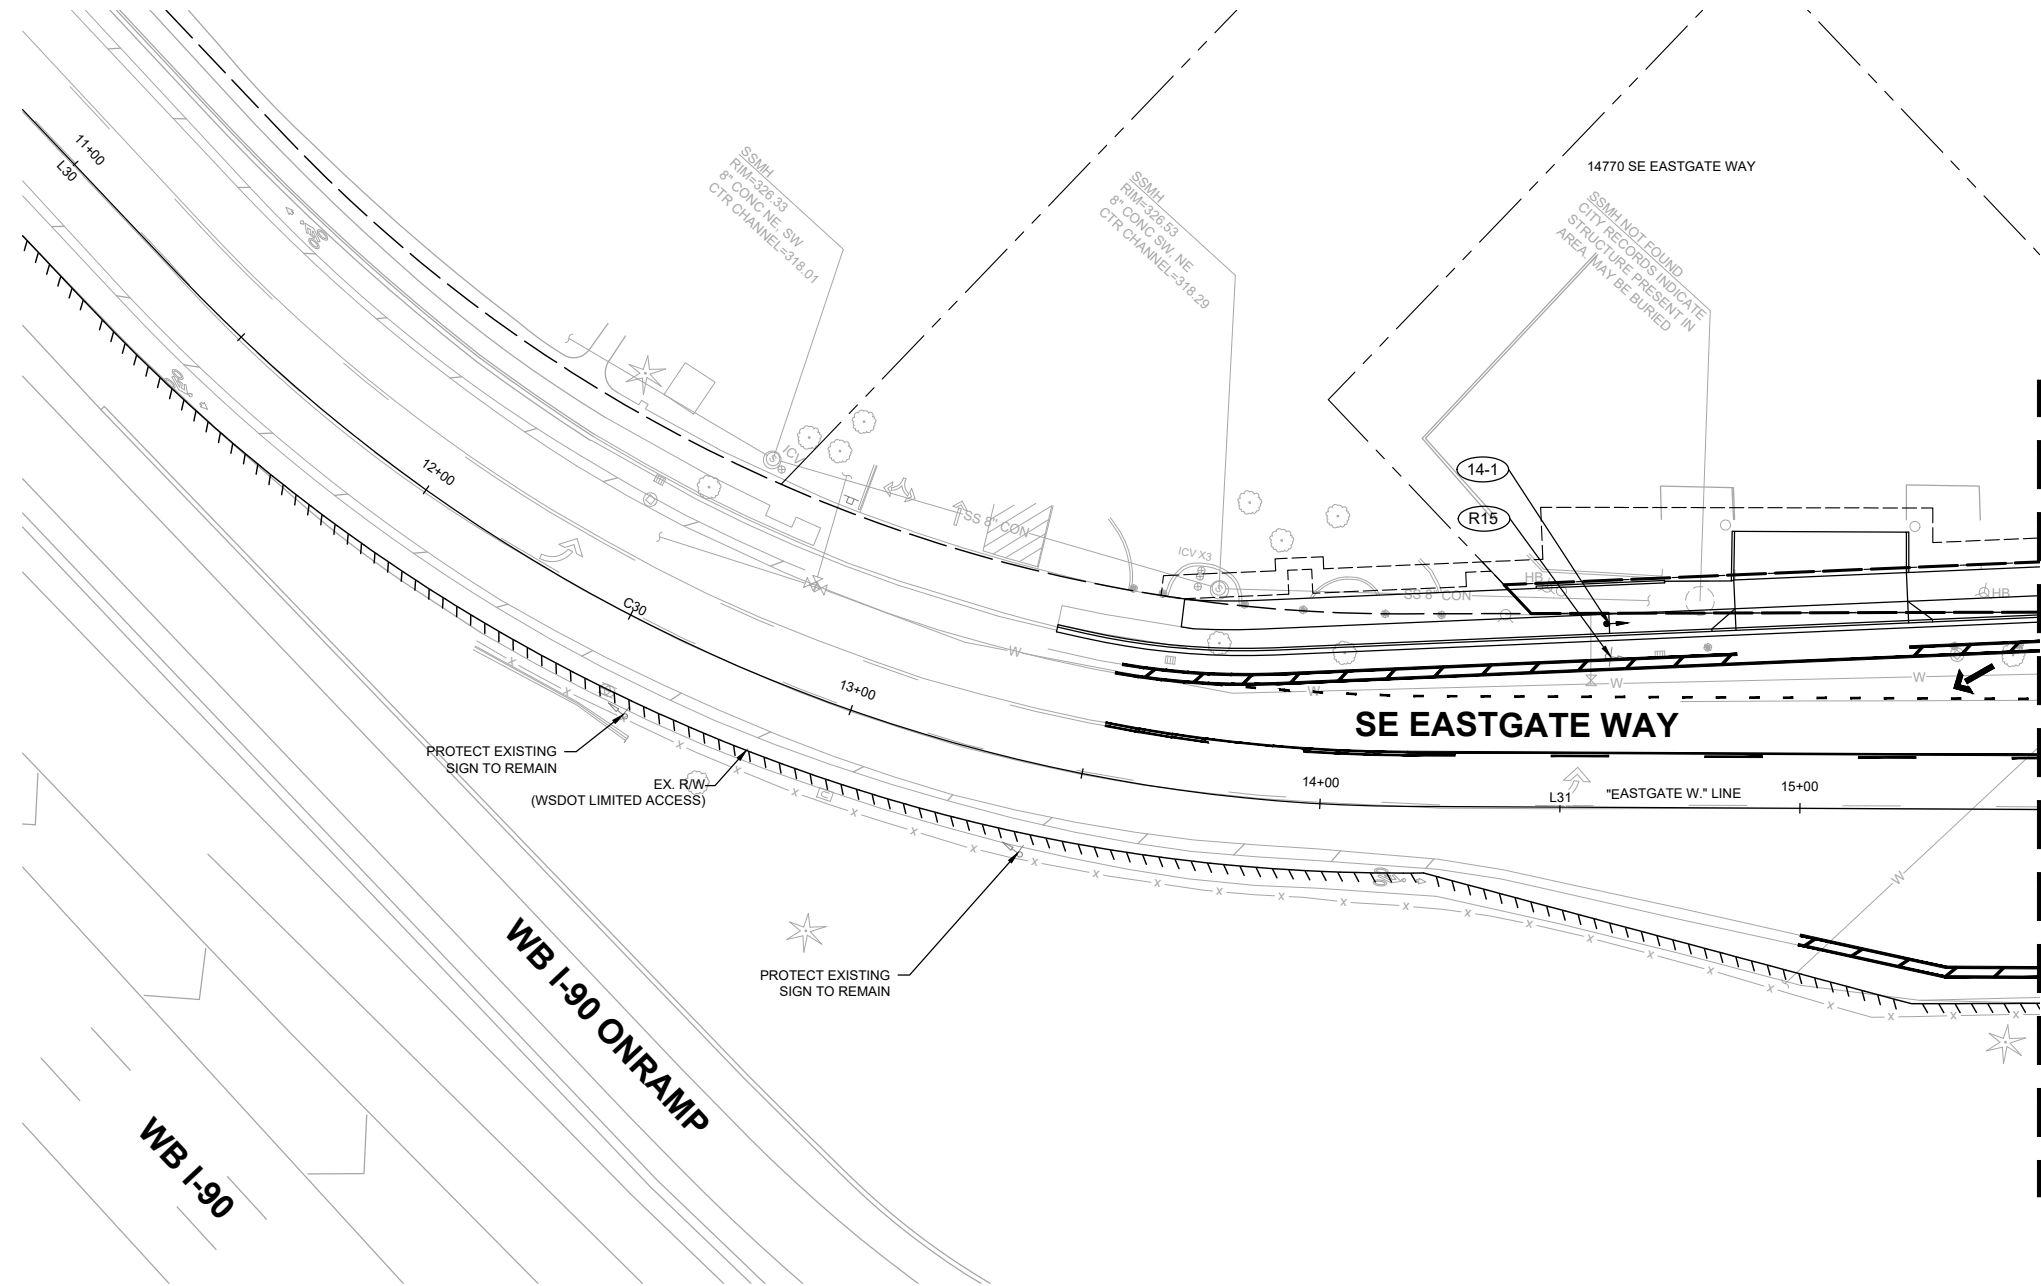 11+00
L30
SSMH
RIM=326.33
8" CONC NE, SW
CTR CHANNEL=318.01
SSMH
RIM=326.53
8" CONC SW, NE
CTR CHANNEL=318.29
14770 SE EASTGATE WAY
SSMH NOT FOUND
CITY RECORDS INDICATE
STRUCTURE PRESENT IN
AREA, MAY BE BURIED
12+00
ICV
14-1
R15
SS 8" CON
ICV X3
HB
SS 8" CON
HB
C30
W
W
W
W
13+00
SE EASTGATE WAY
PROTECT EXISTING
SIGN TO REMAIN
EX. R/W
(WSDOT LIMITED ACCESS)
14+00
L31
"EASTGATE W." LINE
15+00
W
PROTECT EXISTING
SIGN TO REMAIN
WB I-90 ONRAMP
WB I-90